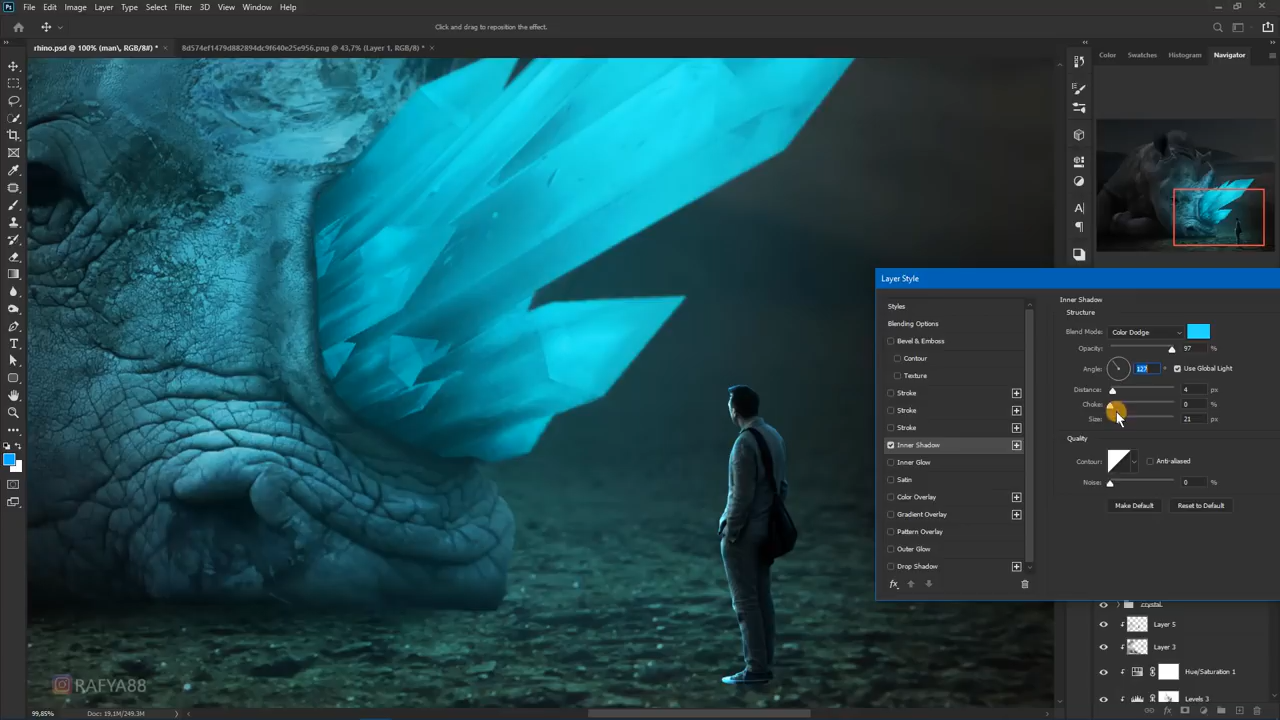 Ps File Edit Image Layer Type Select Filter 3D View Window Help
Click and drag to reposition the effect.
rhino.psd @ 100% (man\, RGB/8#) * × 8d574ef1479d882894dc9f640e25e956.png @ 43,7% (Layer 1, RGB/8) * ×
Color Swatches Histogram Navigator
Layer Style
Styles
Blending Options
Bevel & Emboss
Contour
Texture
Stroke
Stroke
Stroke
Inner Shadow
Inner Glow
Satin
Color Overlay
Gradient Overlay
Pattern Overlay
Outer Glow
Drop Shadow
fx
Inner Shadow
Structure
Blend Mode: Color Dodge
Opacity: 97 %
Angle: 127 ° Use Global Light
Distance: 4 px
Choke: 0 %
Size: 21 px
Quality
Contour: Anti-aliased
Noise: 0 %
Make Default Reset to Default
Crystal
Layer 5
Layer 3
Hue/Saturation 1
Levels 3
RAFYA88
99,85% Doc: 19,1M/249,3M